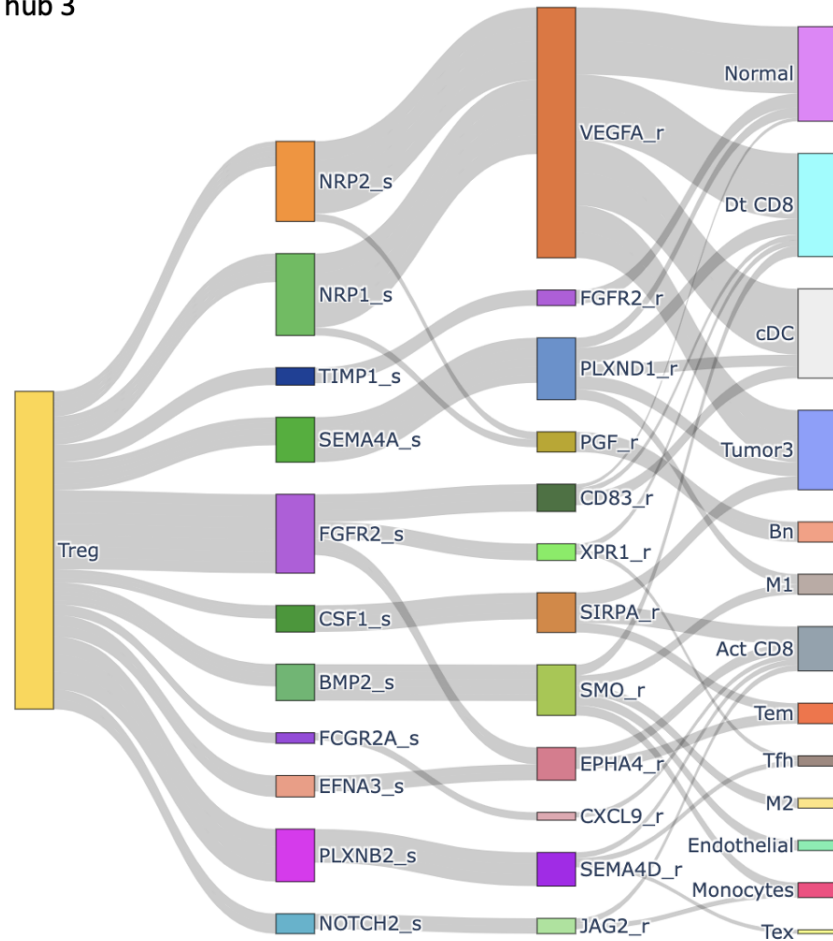 hub 3
Treg
NRP2_s
NRP1_s
TIMP1_s
SEMA4A_s
FGFR2_s
CSF1_s
BMP2_s
FCGR2A_s
EFNA3_s
PLXNB2_s
NOTCH2_s
VEGFA_r
FGFR2_r
PLXND1_r
PGF_r
CD83_r
XPR1_r
SIRPA_r
SMO_r
EPHA4_r
CXCL9_r
SEMA4D_r
JAG2_r
Normal
Dt CD8
cDC
Tumor3
Bn
M1
Act CD8
Tem
Tfh
M2
Endothelial
Monocytes
Tex